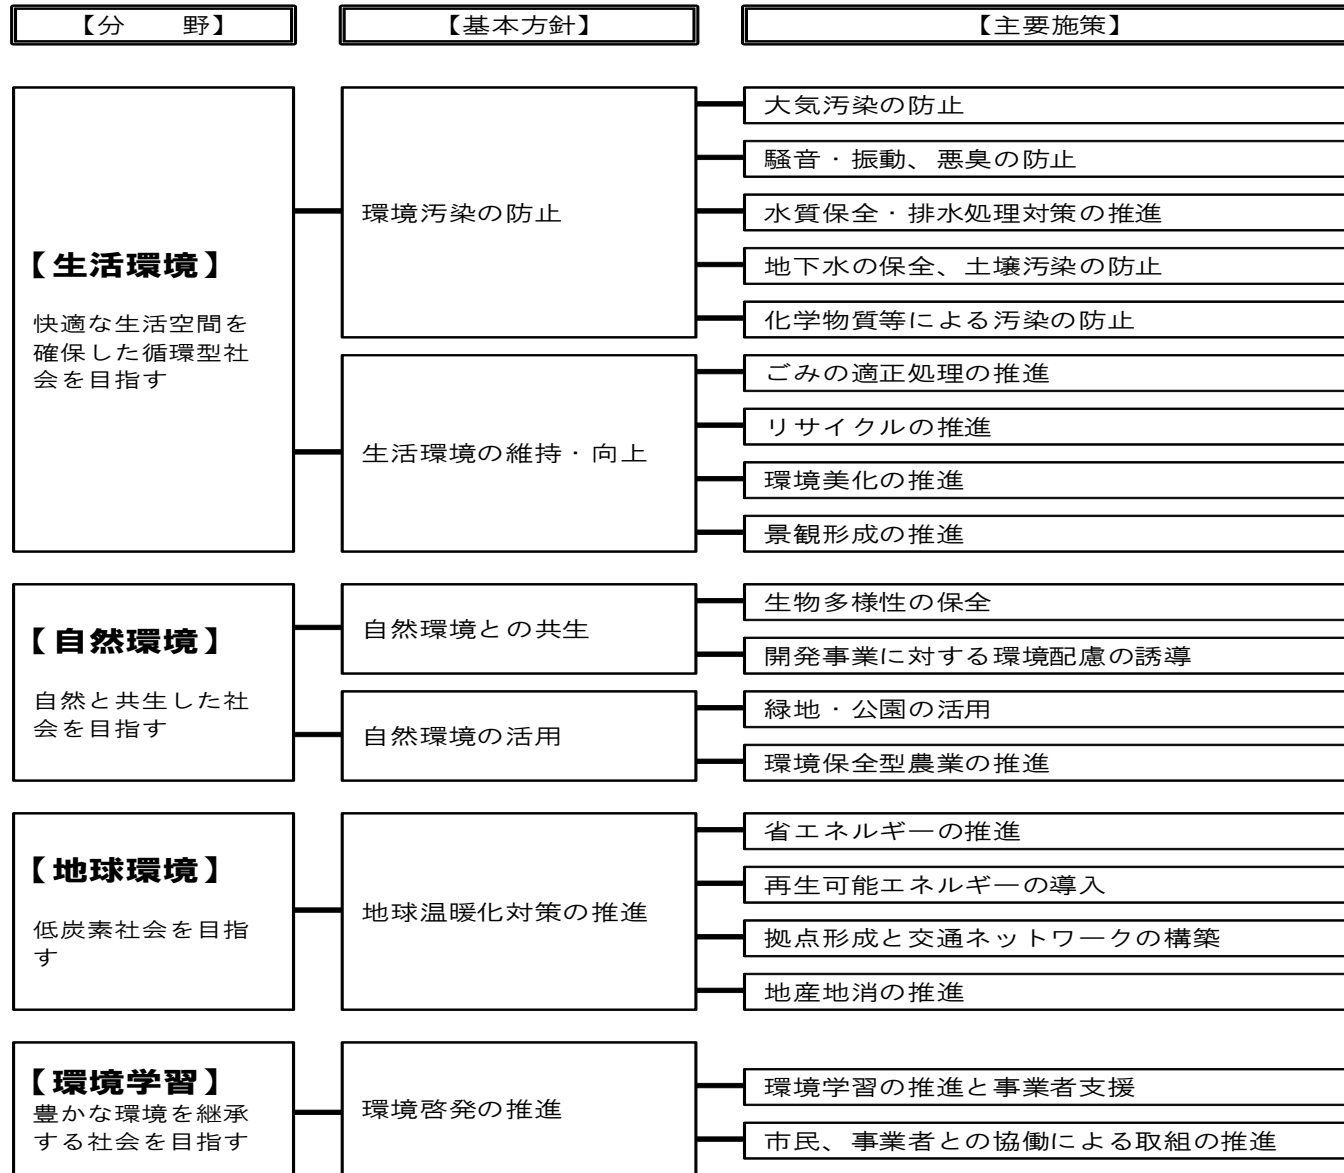 【分　　野】
【基本方針】
【主要施策】
【生活環境】
快適な生活空間を
確保した循環型社
会を目指す
環境汚染の防止
大気汚染の防止
騒音・振動、悪臭の防止
水質保全・排水処理対策の推進
地下水の保全、土壌汚染の防止
化学物質等による汚染の防止
生活環境の維持・向上
ごみの適正処理の推進
リサイクルの推進
環境美化の推進
景観形成の推進
【自然環境】
自然と共生した社
会を目指す
自然環境との共生
生物多様性の保全
開発事業に対する環境配慮の誘導
自然環境の活用
緑地・公園の活用
環境保全型農業の推進
【地球環境】
低炭素社会を目指
す
地球温暖化対策の推進
省エネルギーの推進
再生可能エネルギーの導入
拠点形成と交通ネットワークの構築
地産地消の推進
【環境学習】
豊かな環境を継承
する社会を目指す
環境啓発の推進
環境学習の推進と事業者支援
市民、事業者との協働による取組の推進